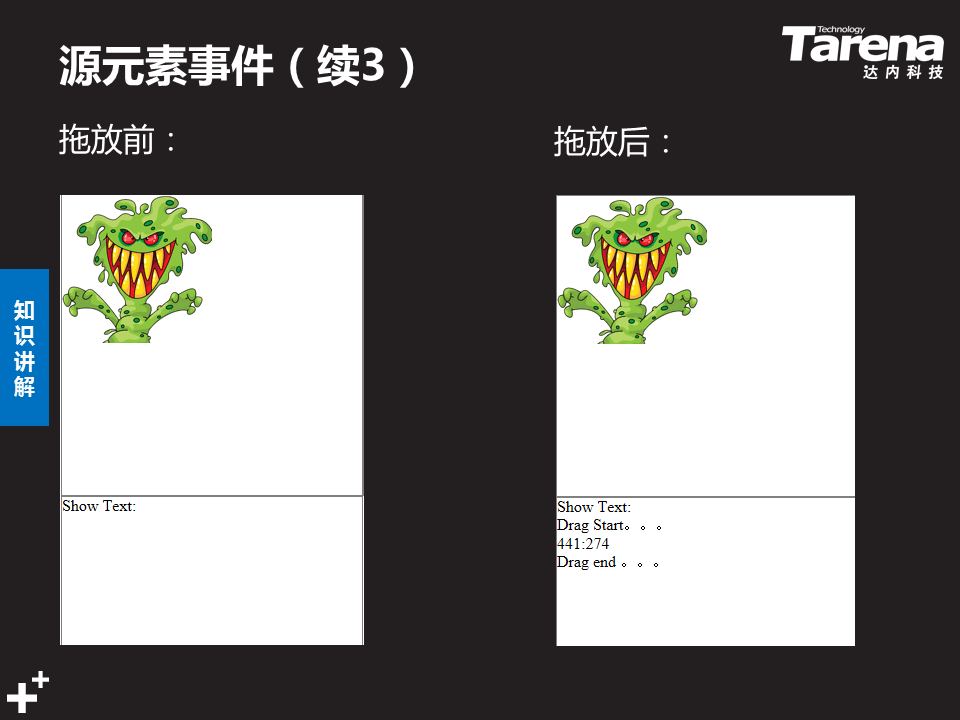 源元素事件（续3）
Technology
Tarena
达内科技
拖放前：
拖放后：
知识讲解
Show Text:
Show Text:
Drag Start。。。
441:274
Drag end 。。。